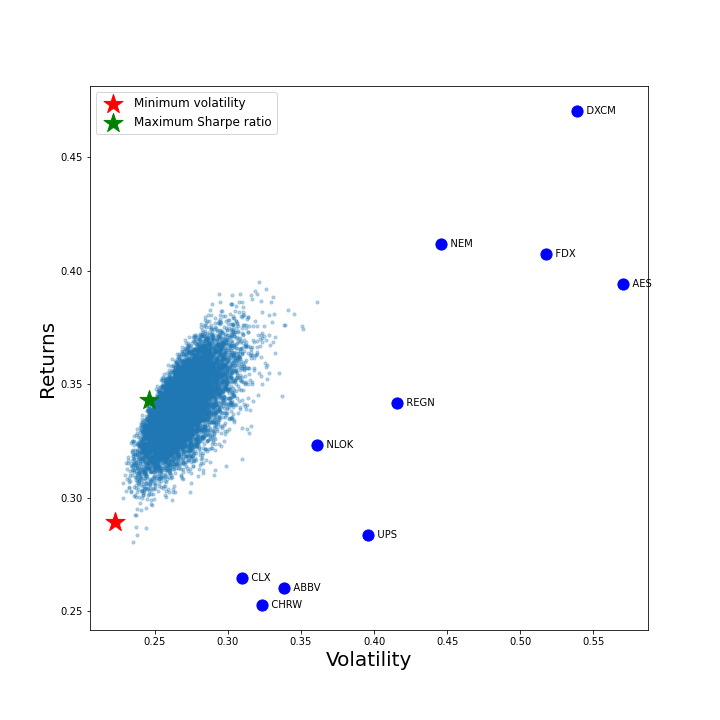 Minimum volatility
Maximum Sharpe ratio
DXCM
0.45
NEM
FDX
0.40
AES
Returns
0.35
REGN
NLOK
0.30
UPS
CLX
ABBV
CHRW
0.25
0.25 0.30 0.35 0.40 0.45 0.50 0.55
Volatility